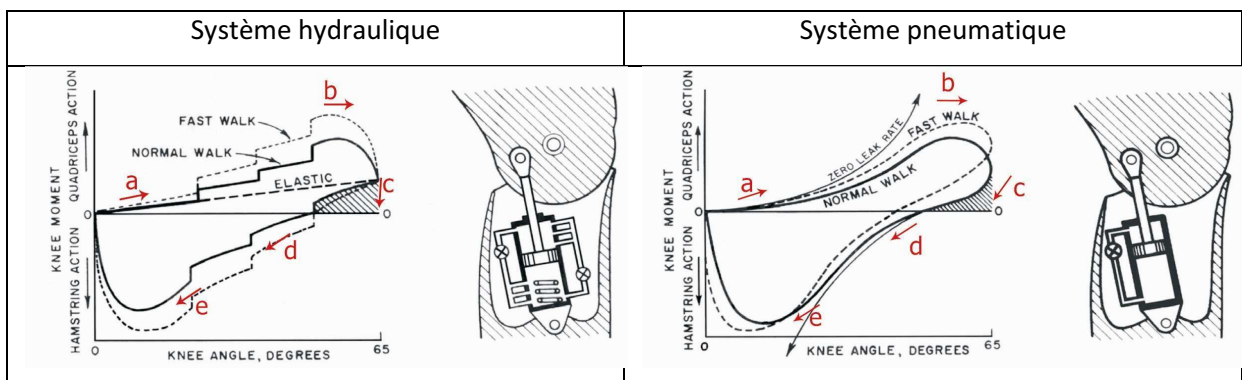 Système hydraulique
Système pneumatique
KNEE MOMENT
HAMSTRING ACTION QUADRICEPS ACTION
FAST WALK
NORMAL WALK
ELASTIC
a
b
c
d
e
0
0
0
65
KNEE ANGLE, DEGREES
KNEE MOMENT
HAMSTRING ACTION QUADRICEPS ACTION
ZERO LEAK RATE
FAST WALK
NORMAL WALK
a
b
c
d
e
0
0
0
65
KNEE ANGLE, DEGREES